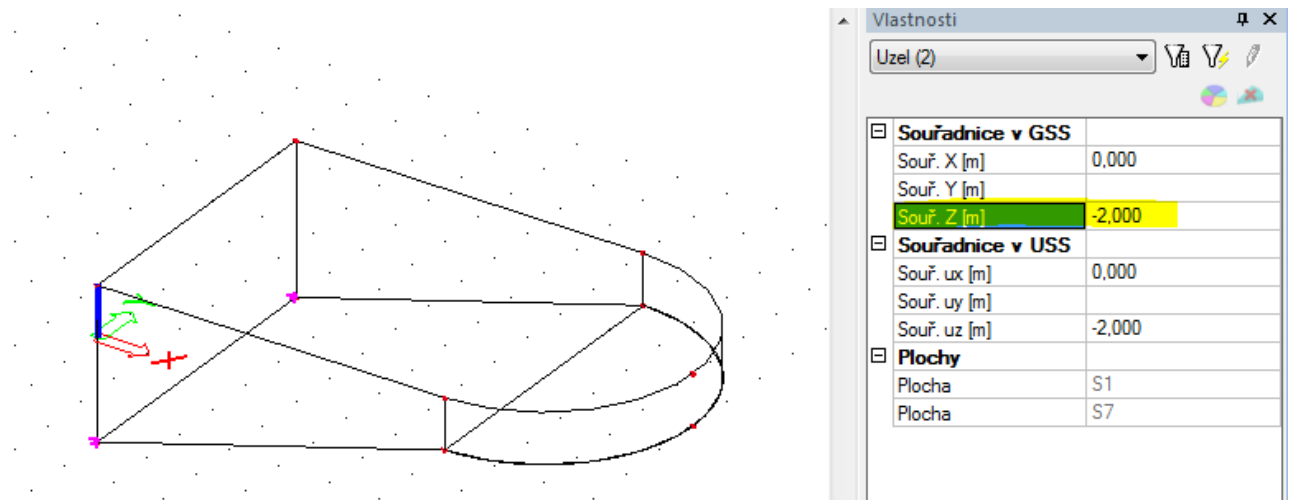 Vlastnosti
Uzel (2)
Souřadnice v GSS
Souř. X [m] 0,000
Souř. Y [m]
Souř. Z [m] -2,000
Souřadnice v USS
Souř. ux [m] 0,000
Souř. uy [m]
Souř. uz [m] -2,000
Plochy
Plocha S1
Plocha S7